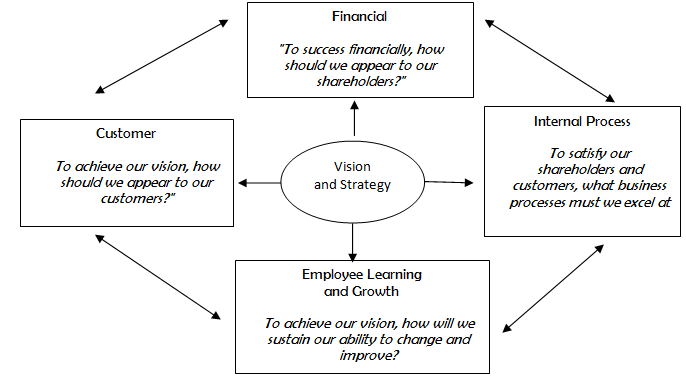 Financial
"To success financially, how
should we appear to our
shareholders?"
Customer
To achieve our vision, how
should we appear to our
customers?"
Vision
and Strategy
Internal Process
To satisfy our
shareholders and
customers, what business
processes must we excel at
Employee Learning
and Growth
To achieve our vision, how will we
sustain our ability to change and
improve?